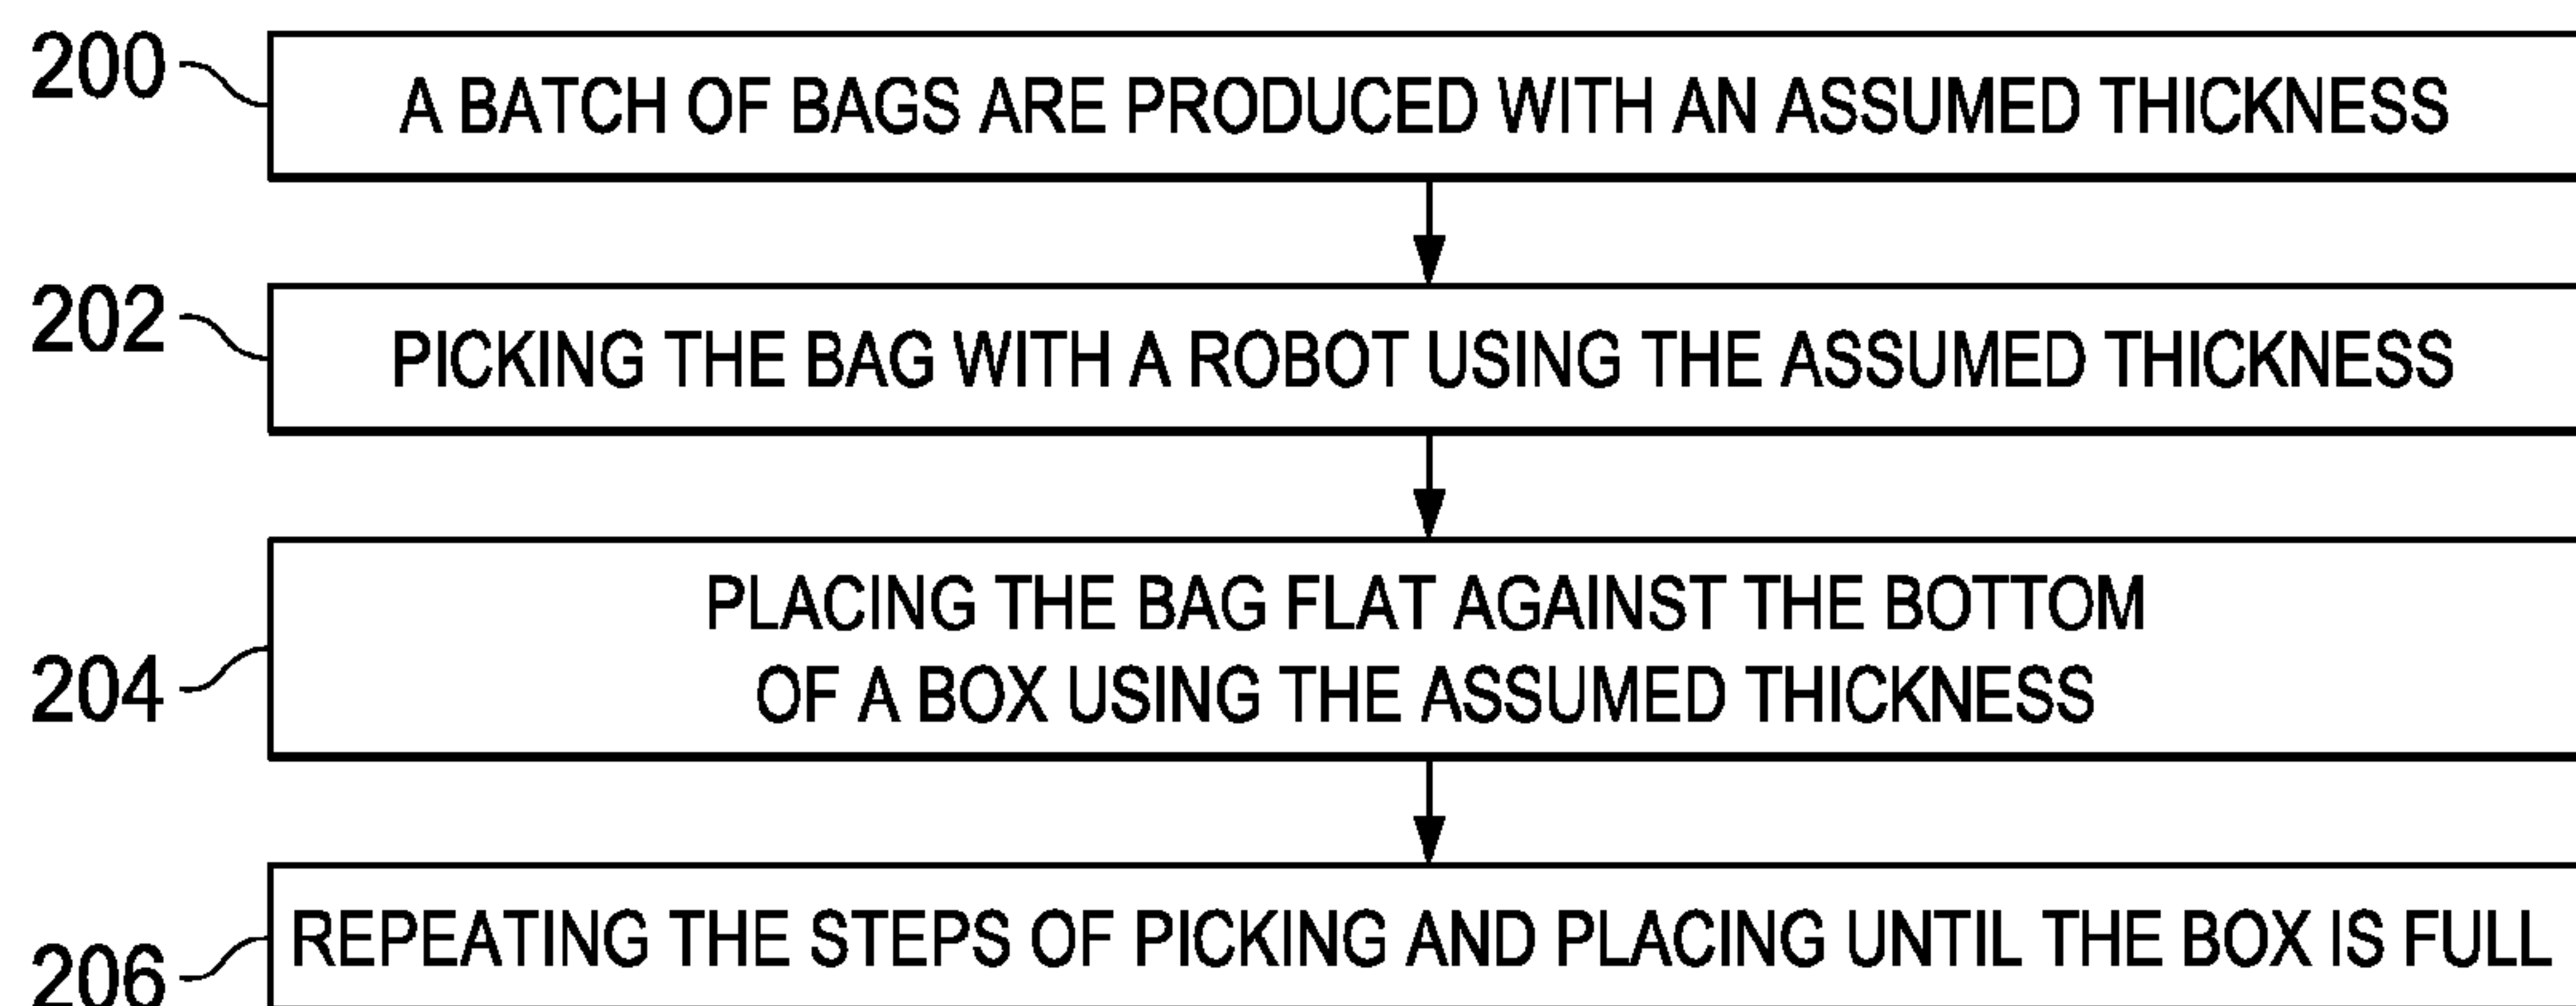 200
A BATCH OF BAGS ARE PRODUCED WITH AN ASSUMED THICKNESS
202
PICKING THE BAG WITH A ROBOT USING THE ASSUMED THICKNESS
204
PLACING THE BAG FLAT AGAINST THE BOTTOM
OF A BOX USING THE ASSUMED THICKNESS
206
REPEATING THE STEPS OF PICKING AND PLACING UNTIL THE BOX IS FULL